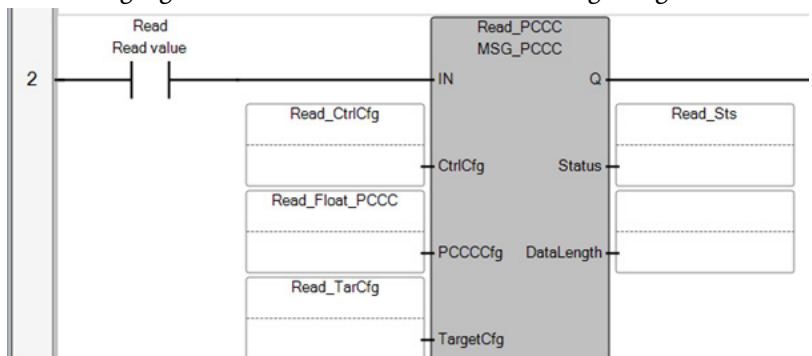 Read
Read value
2
Read_PCCC
MSG_PCCC
IN
Q
Read_CtrlCfg
CtrlCfg
Status
Read_Sts
Read_Float_PCCC
PCCCCfg
DataLength
Read_TarCfg
TargetCfg